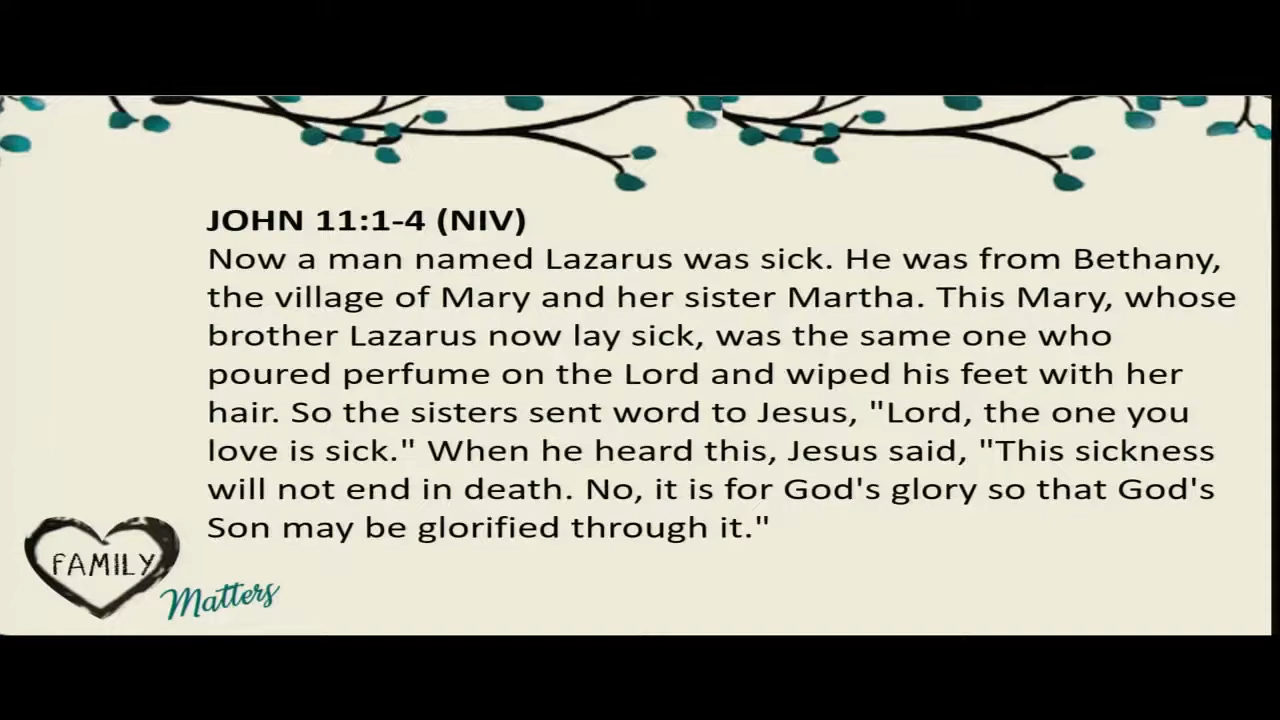 JOHN 11:1-4 (NIV)
Now a man named Lazarus was sick. He was from Bethany,
the village of Mary and her sister Martha. This Mary, whose
brother Lazarus now lay sick, was the same one who
poured perfume on the Lord and wiped his feet with her
hair. So the sisters sent word to Jesus, "Lord, the one you
love is sick." When he heard this, Jesus said, "This sickness
will not end in death. No, it is for God's glory so that God's
Son may be glorified through it."
FAMILY
Matters